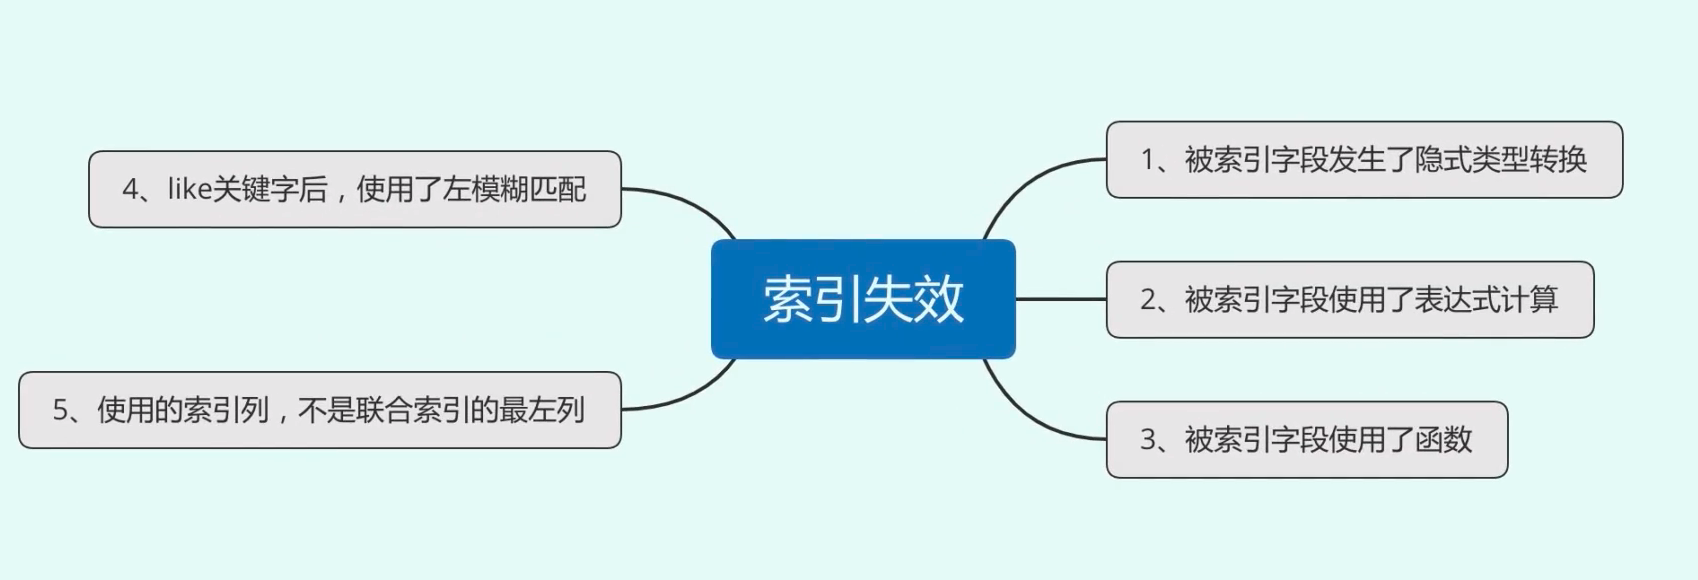 索引失效
1、被索引字段发生了隐式类型转换
2、被索引字段使用了表达式计算
3、被索引字段使用了函数
4、like关键字后，使用了左模糊匹配
5、使用的索引列，不是联合索引的最左列